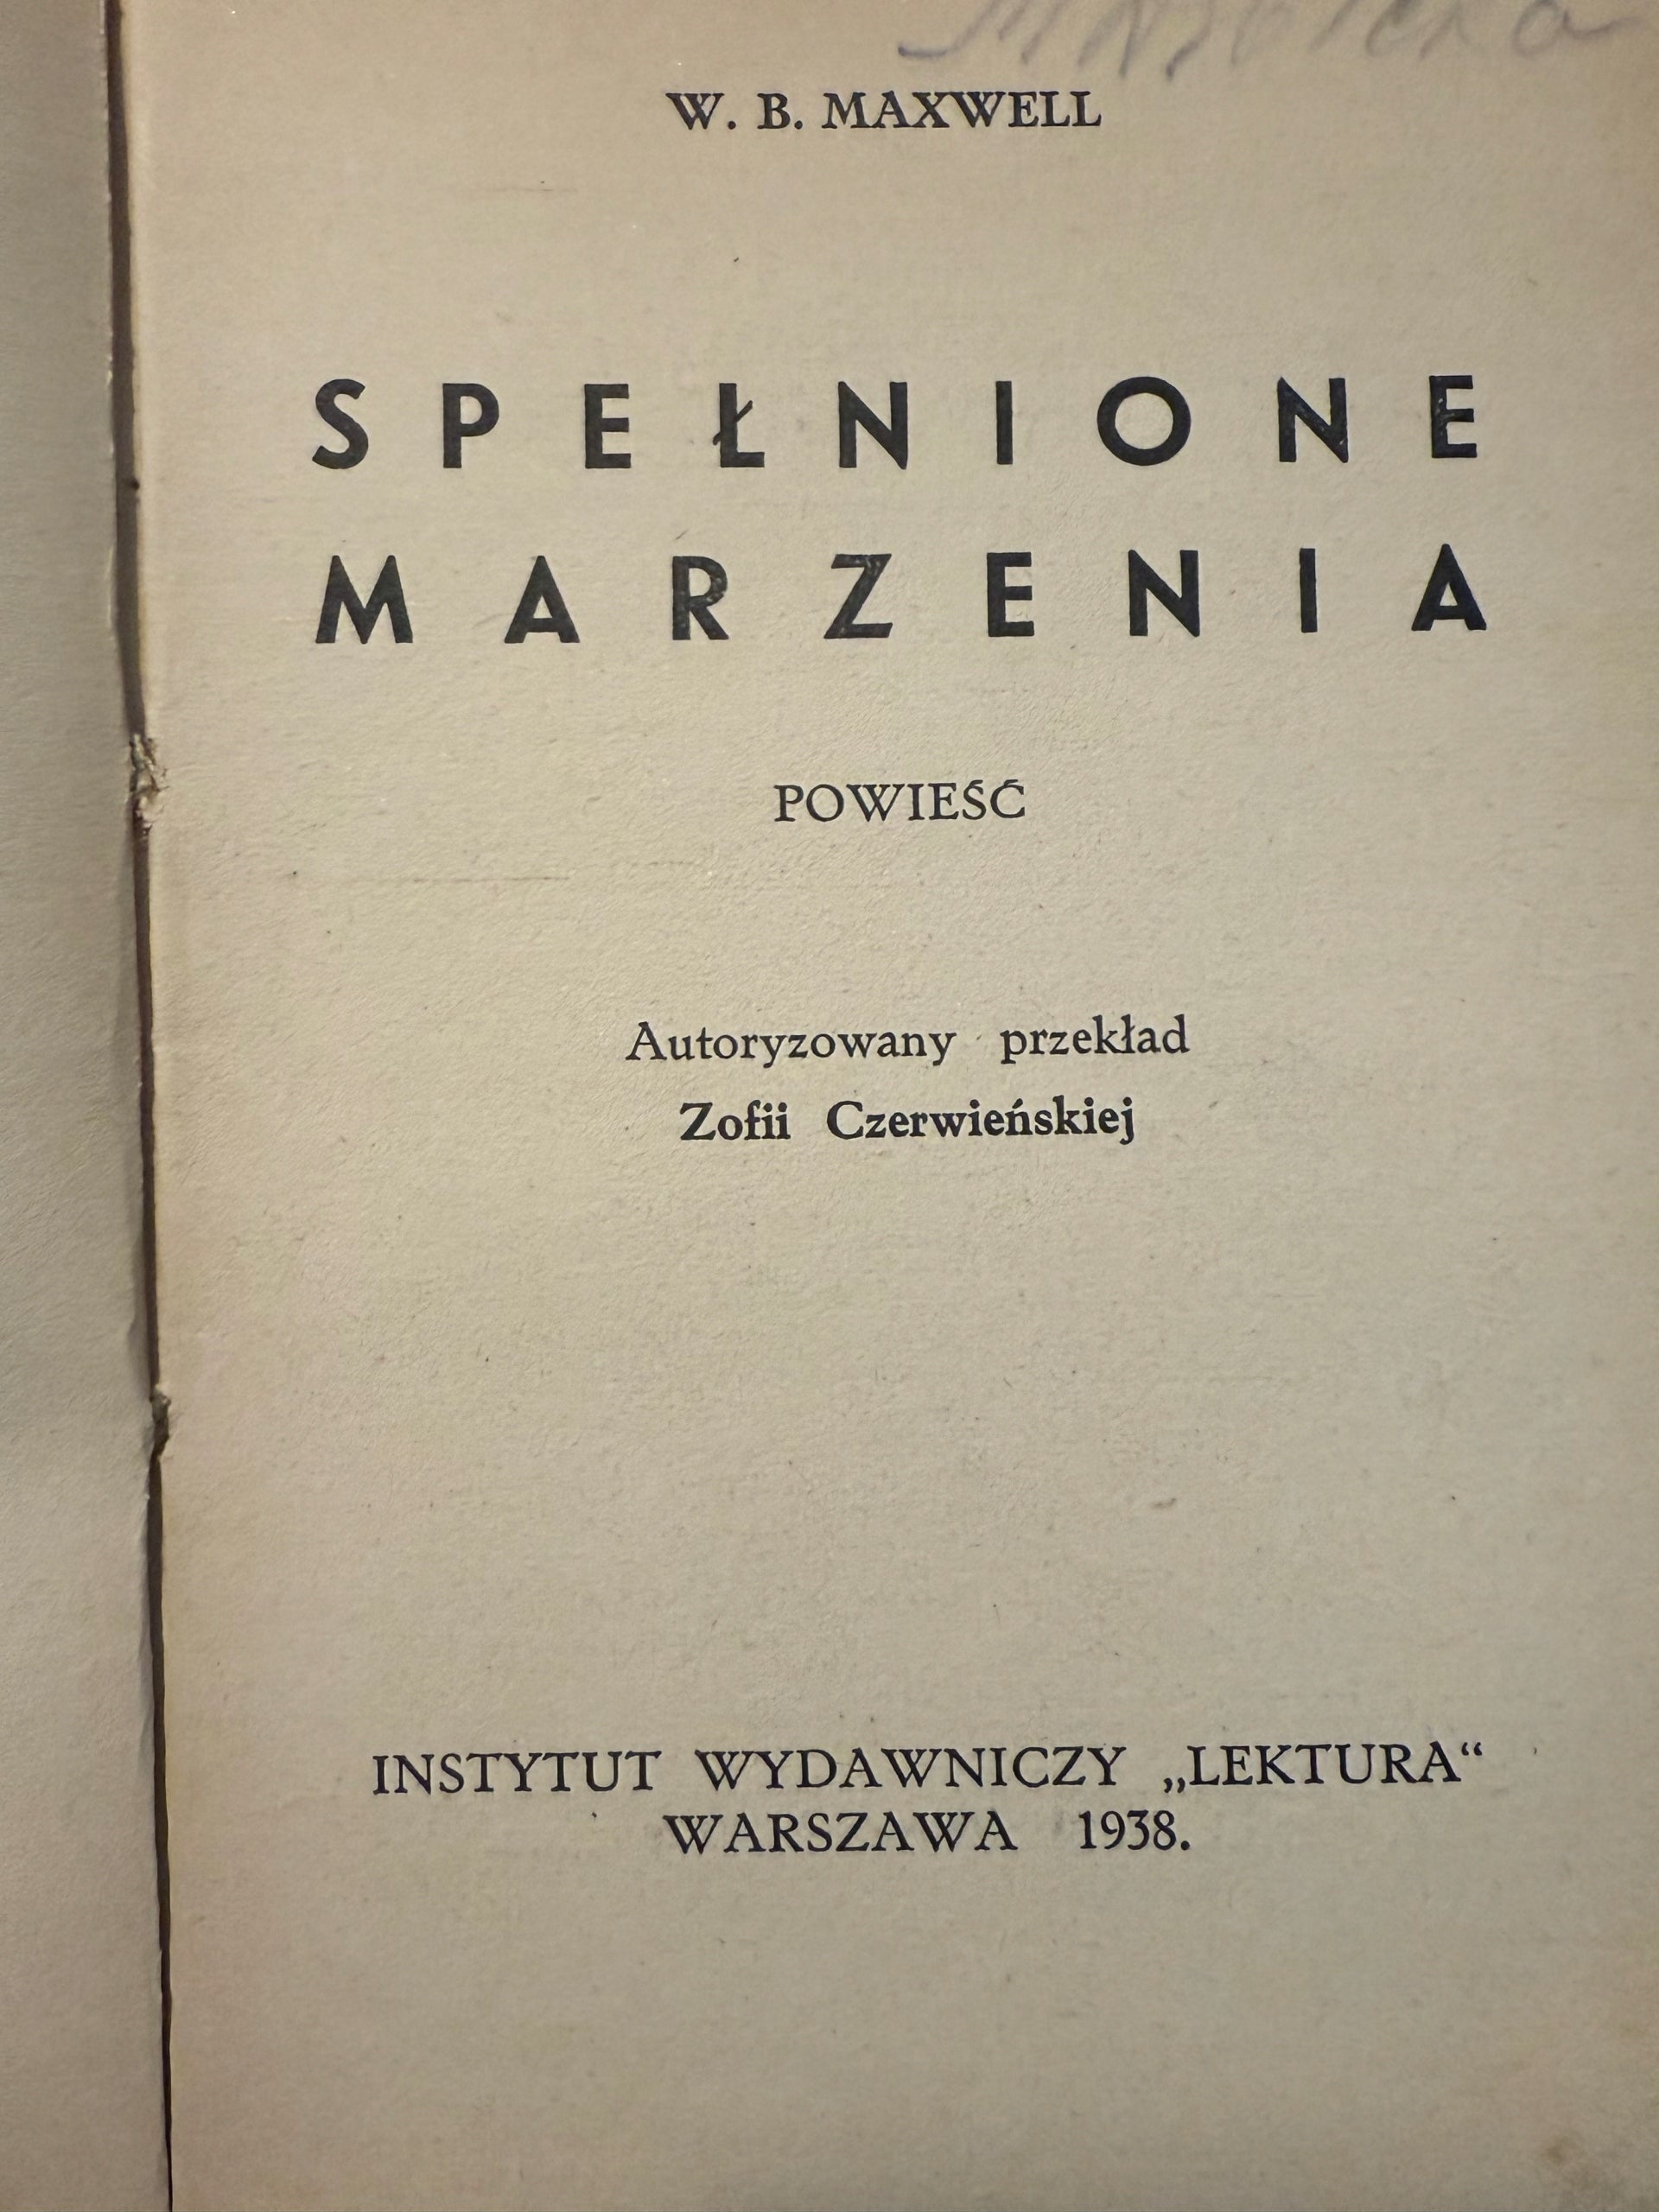 W. B. MAXWELL
SPEŁNIONE
MARZENIA
POWIEŚĆ
Autoryzowany przekład
Zofii Czerwieńskiej
INSTYTUT WYDAWNICZY „LEKTURA“
WARSZAWA 1938.